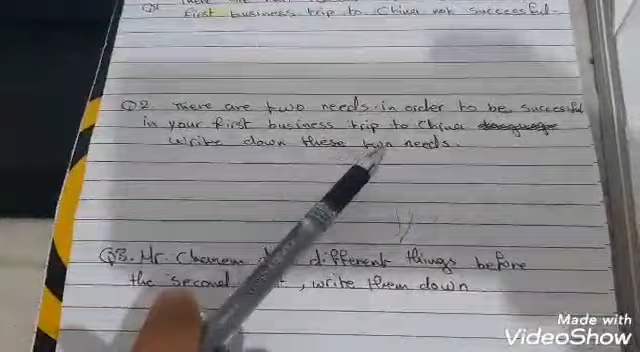 Q1
First business trip to China not successful.
Q2. There are two needs in order to be successful
in your first business trip to China
write down these two needs.
Q3. Mr. Ghanem different things before
the second , write them down
Made with
VideoShow